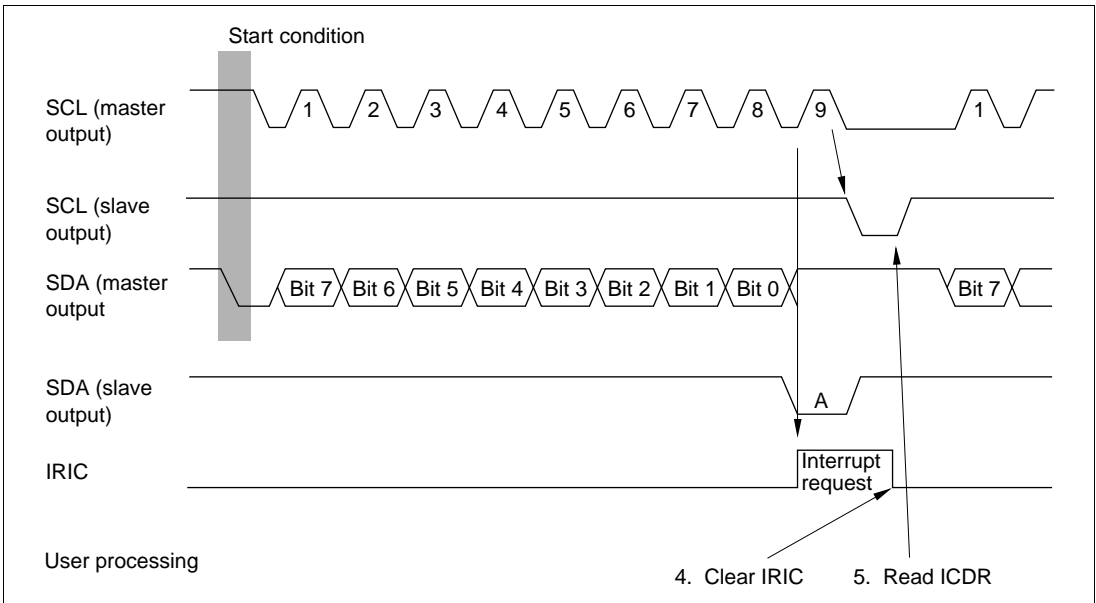 Start condition
SCL (master
output)
1 2 3 4 5 6 7 8 9 1
SCL (slave
output)
SDA (master
output
Bit 7 Bit 6 Bit 5 Bit 4 Bit 3 Bit 2 Bit 1 Bit 0 Bit 7
SDA (slave
output)
A
IRIC
Interrupt
request
User processing
4. Clear IRIC 5. Read ICDR